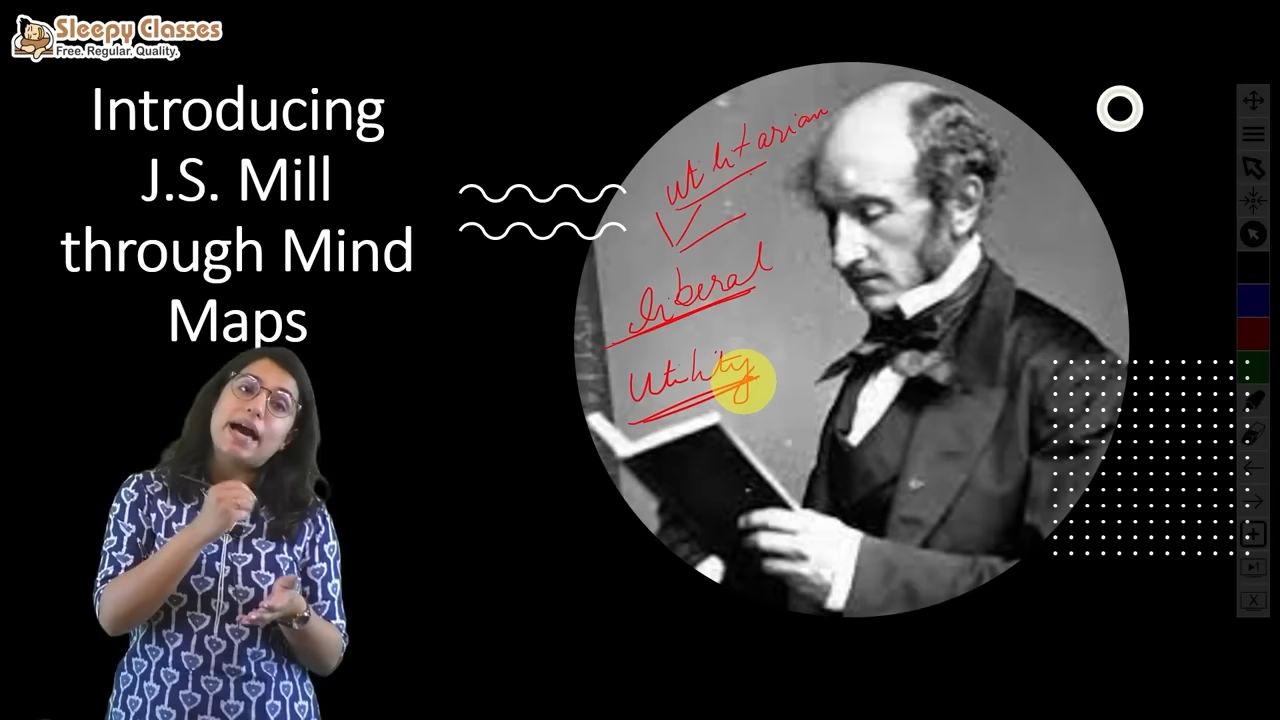 Sleepy Classes
Free. Regular. Quality.
Introducing
J.S. Mill
through Mind
Maps
Utilitarian
liberal
Utility